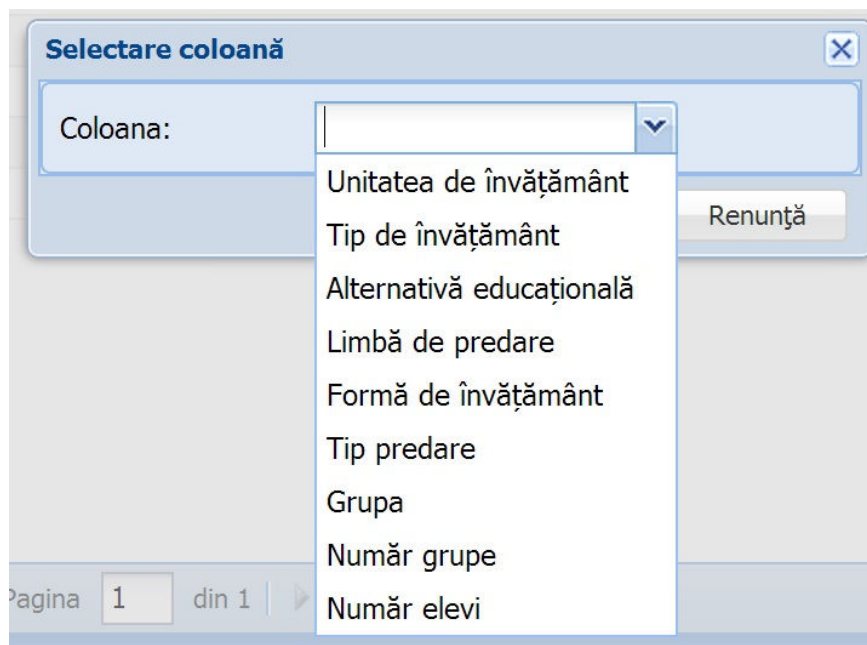 Selectare coloană
Coloana:
Unitatea de învățământ
Tip de învățământ
Alternativă educațională
Limbă de predare
Formă de învățământ
Tip predare
Grupa
Număr grupe
Număr elevi
Renunţă
Pagina 1 din 1